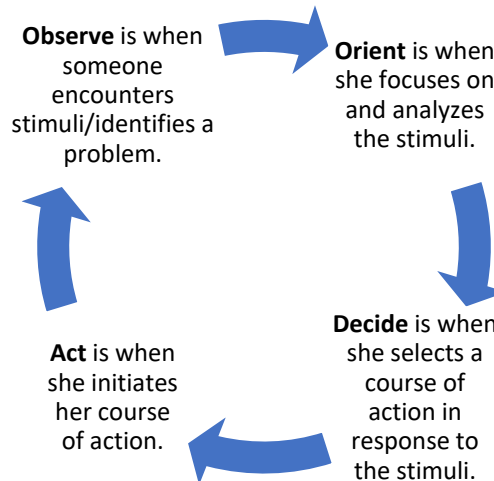 Observe is when
someone
encounters
stimuli/identifies a
problem.
Orient is when
she focuses on
and analyzes
the stimuli.
Decide is when
she selects a
course of
action in
response to
the stimuli.
Act is when
she initiates
her course
of action.